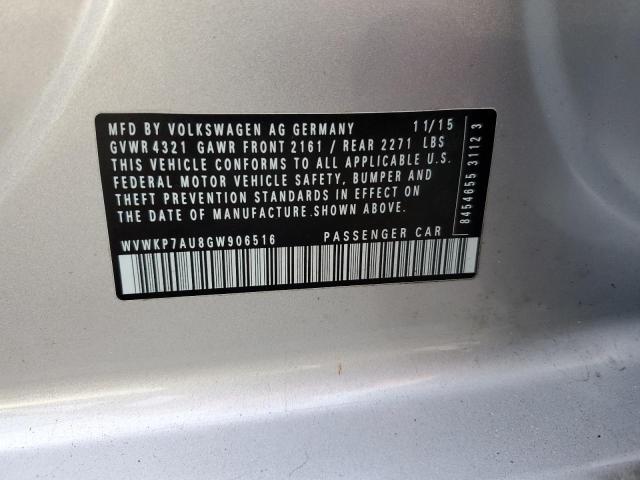 MFD BY VOLKSWAGEN AG GERMANY 11/15
GVWR 4321 GAWR FRONT 2161 / REAR 2271 LBS
THIS VEHICLE CONFORMS TO ALL APPLICABLE U.S.
FEDERAL MOTOR VEHICLE SAFETY, BUMPER AND
THEFT PREVENTION STANDARDS IN EFFECT ON
THE DATE OF MANUFACTURE SHOWN ABOVE.
WVWKP7AU8GW906516 PASSENGER CAR
8454655 3112 3